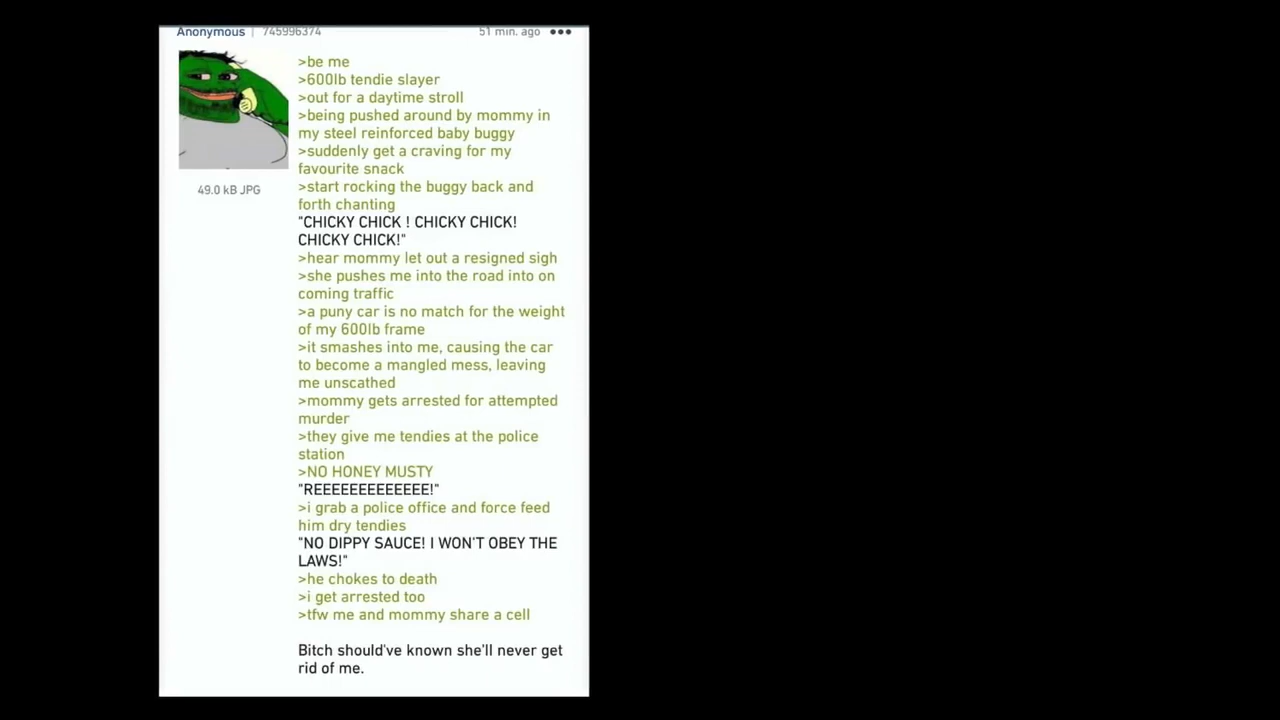 Anonymous | 745996374 51 min. ago •••
>be me
>600lb tendie slayer
>out for a daytime stroll
>being pushed around by mommy in
my steel reinforced baby buggy
>suddenly get a craving for my
favourite snack
>start rocking the buggy back and
forth chanting
"CHICKY CHICK ! CHICKY CHICK!
CHICKY CHICK!"
>hear mommy let out a resigned sigh
>she pushes me into the road into on
coming traffic
>a puny car is no match for the weight
of my 600lb frame
>it smashes into me, causing the car
to become a mangled mess, leaving
me unscathed
>mommy gets arrested for attempted
murder
>they give me tendies at the police
station
>NO HONEY MUSTY
"REEEEEEEEEEEEE!"
>i grab a police office and force feed
him dry tendies
"NO DIPPY SAUCE! I WON'T OBEY THE
LAWS!"
>he chokes to death
>i get arrested too
>tfw me and mommy share a cell
Bitch should've known she'll never get
rid of me.
49.0 kB JPG